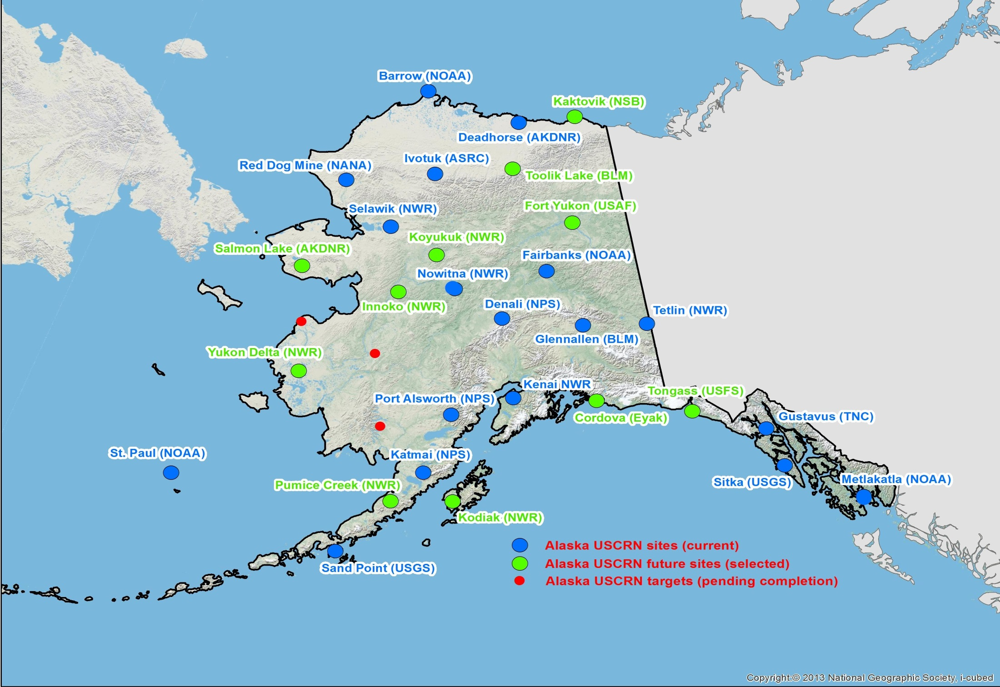 Barrow (NOAA)
Kaktovik (NSB)
Deadhorse (AKDNR)
Ivotuk (ASRC)
Red Dog Mine (NANA)
Toolik Lake (BLM)
Fort Yukon (USAF)
Selawik (NWR)
Koyukuk (NWR)
Salmon Lake (AKDNR)
Fairbanks (NOAA)
Nowitna (NWR)
Innoko (NWR)
Denali (NPS)
Tetlin (NWR)
Glennallen (BLM)
Yukon Delta (NWR)
Kenai NWR
Tongass (USFS)
Port Alsworth (NPS)
Cordova (Eyak)
Gustavus (TNC)
St. Paul (NOAA)
Katmai (NPS)
Sitka (USGS)
Metlakatla (NOAA)
Pumice Creek (NWR)
Kodiak (NWR)
Sand Point (USGS)
Alaska USCRN sites (current)
Alaska USCRN future sites (selected)
Alaska USCRN targets (pending completion)
Copyright:© 2013 National Geographic Society, i-cubed